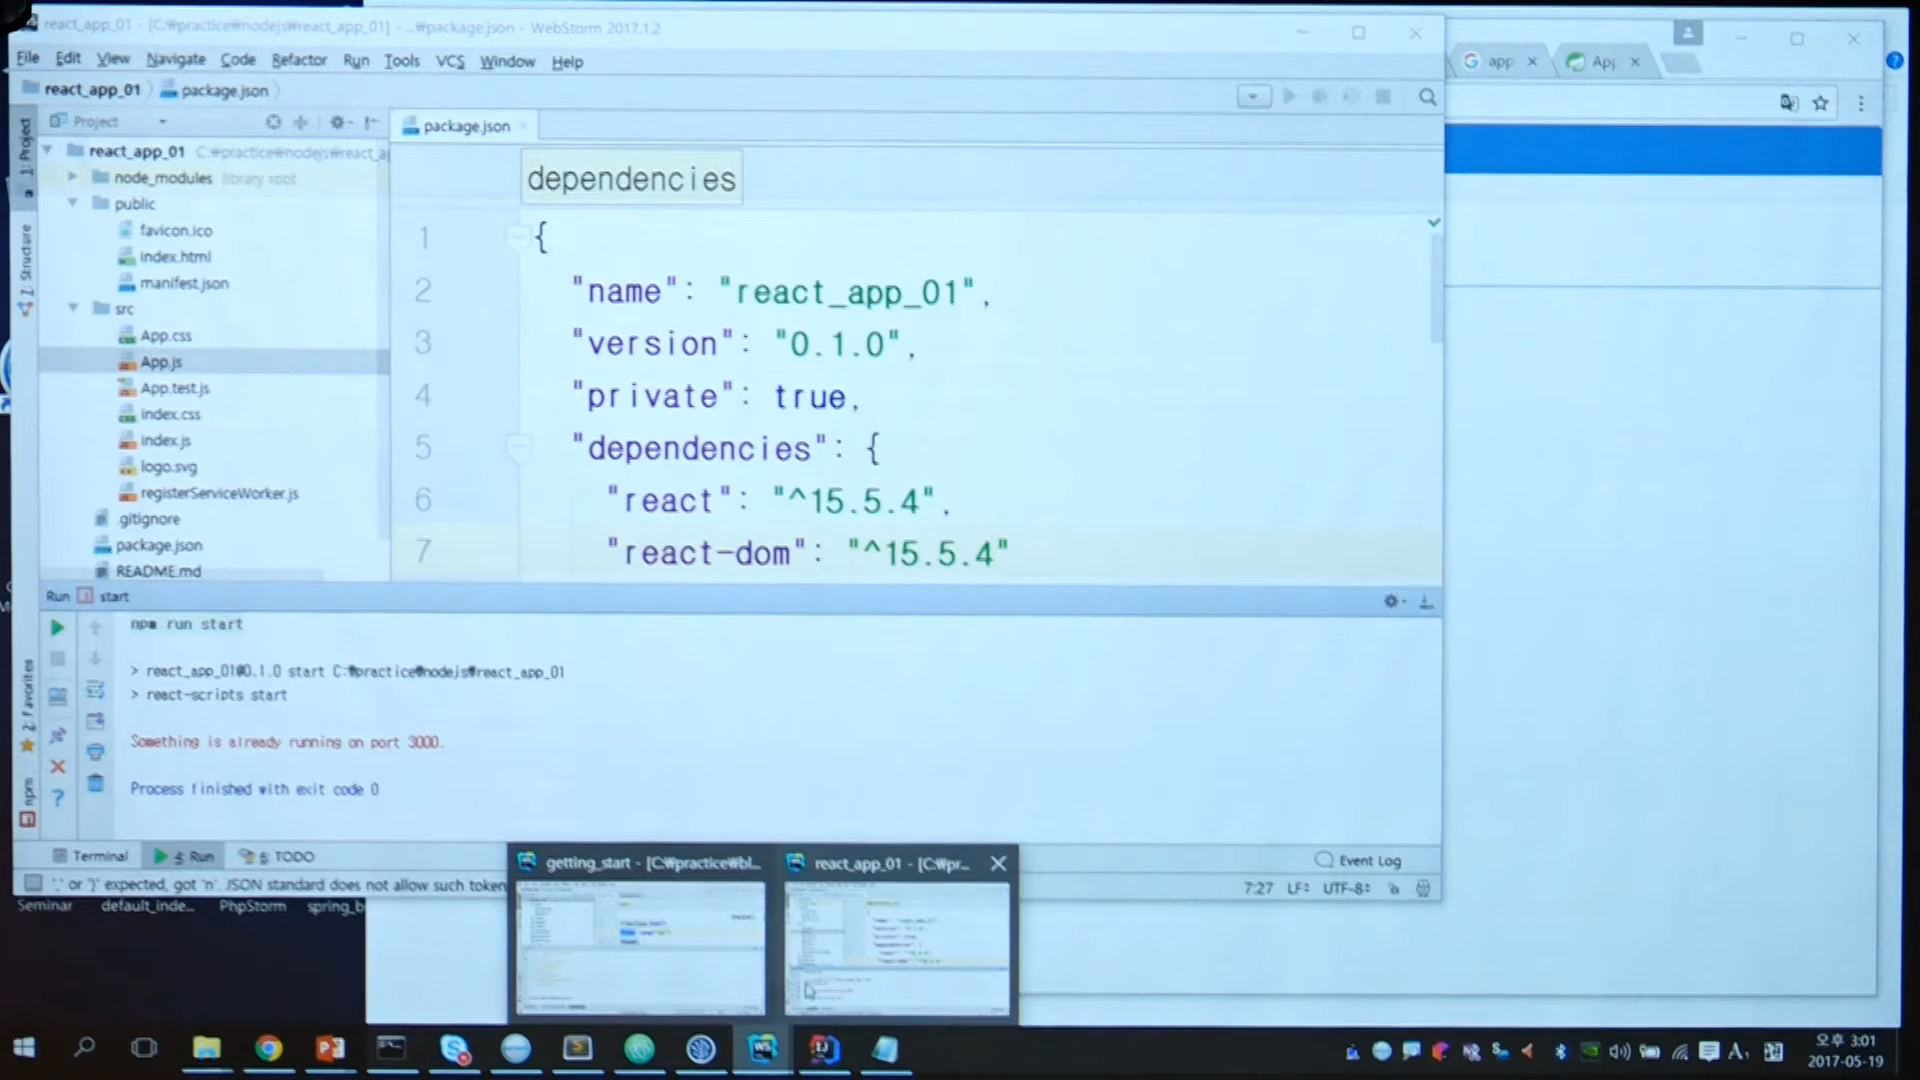 react_app_01 - [C:₩practice₩nodejs₩react_app_01] - ...₩package.json - WebStorm 2017.1.2
File Edit View Navigate Code Refactor Run Tools VCS Window Help
react_app_01 package.json
app
App
Project
package.json
1: Project
react_app_01 C:₩practice₩nodejs₩react_a
node_modules library root
public
favicon.ico
index.html
manifest.json
src
App.css
App.js
App.test.js
index.css
index.js
logo.svg
registerServiceWorker.js
.gitignore
package.json
README.md
dependencies
1 {
2 "name": "react_app_01",
3 "version": "0.1.0",
4 "private": true,
5 "dependencies": {
6 "react": "^15.5.4",
7 "react-dom": "^15.5.4"
Run start
npm run start
> react_app_01@0.1.0 start C:₩practice₩nodejs₩react_app_01
> react-scripts start
Something is already running on port 3000.
Process finished with exit code 0
Z: Structure
2: Favorites
npm
Terminal 4: Run 6: TODO
Event Log
',' or '}' expected, got 'n'. JSON standard does not allow such token
7:27 LF UTF-8
getting_start - [C:₩practice₩bl...
react_app_01 - [C:₩pr...
Seminar default_inde... PhpStorm spring_b
오후 3:01
2017-05-19